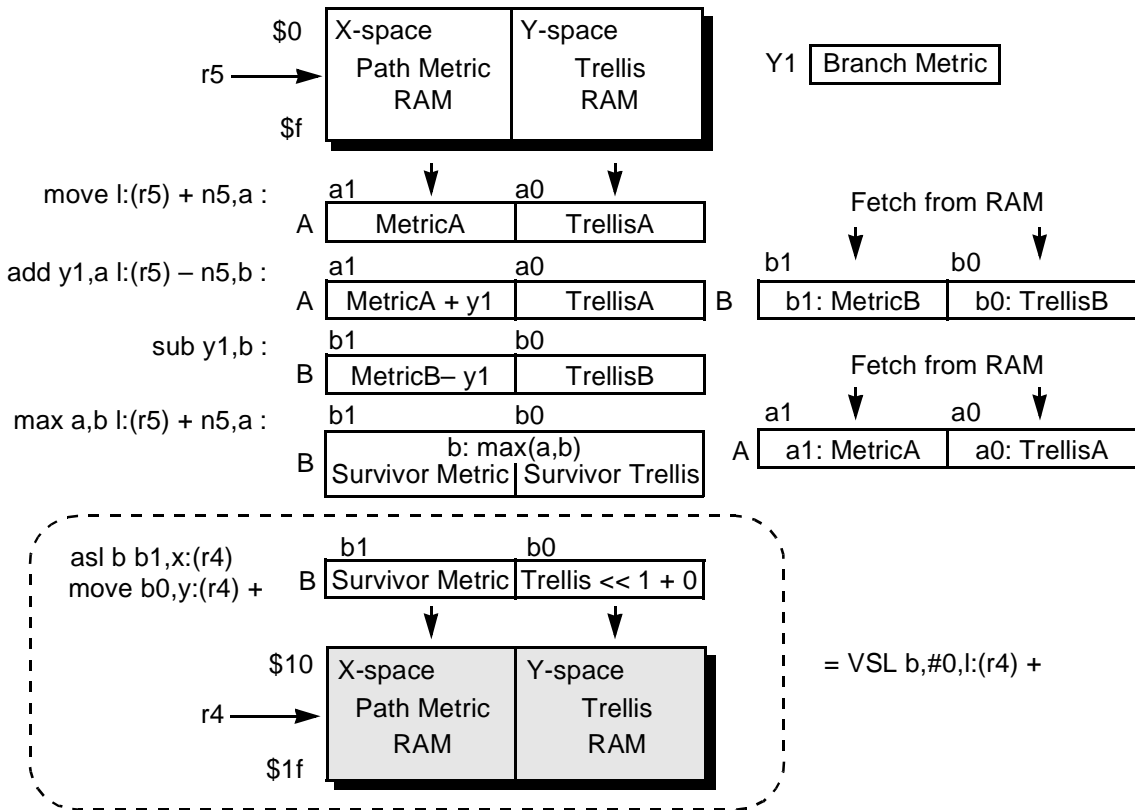 $0
X-space
Y-space
r5
Path Metric
RAM
Trellis
RAM
$f
Y1
Branch Metric
move l:(r5) + n5,a :
a1
a0
A
MetricA
TrellisA
Fetch from RAM
add y1,a l:(r5) – n5,b :
a1
a0
A
MetricA + y1
TrellisA
b1
b0
B
b1: MetricB
b0: TrellisB
sub y1,b :
b1
b0
B
MetricB– y1
TrellisB
Fetch from RAM
max a,b l:(r5) + n5,a :
b1
b0
B
b: max(a,b)
Survivor Metric
Survivor Trellis
a1
a0
A
a1: MetricA
a0: TrellisA
asl b b1,x:(r4)
move b0,y:(r4) +
b1
b0
B
Survivor Metric
Trellis << 1 + 0
$10
X-space
Y-space
r4
Path Metric
RAM
Trellis
RAM
$1f
= VSL b,#0,l:(r4) +